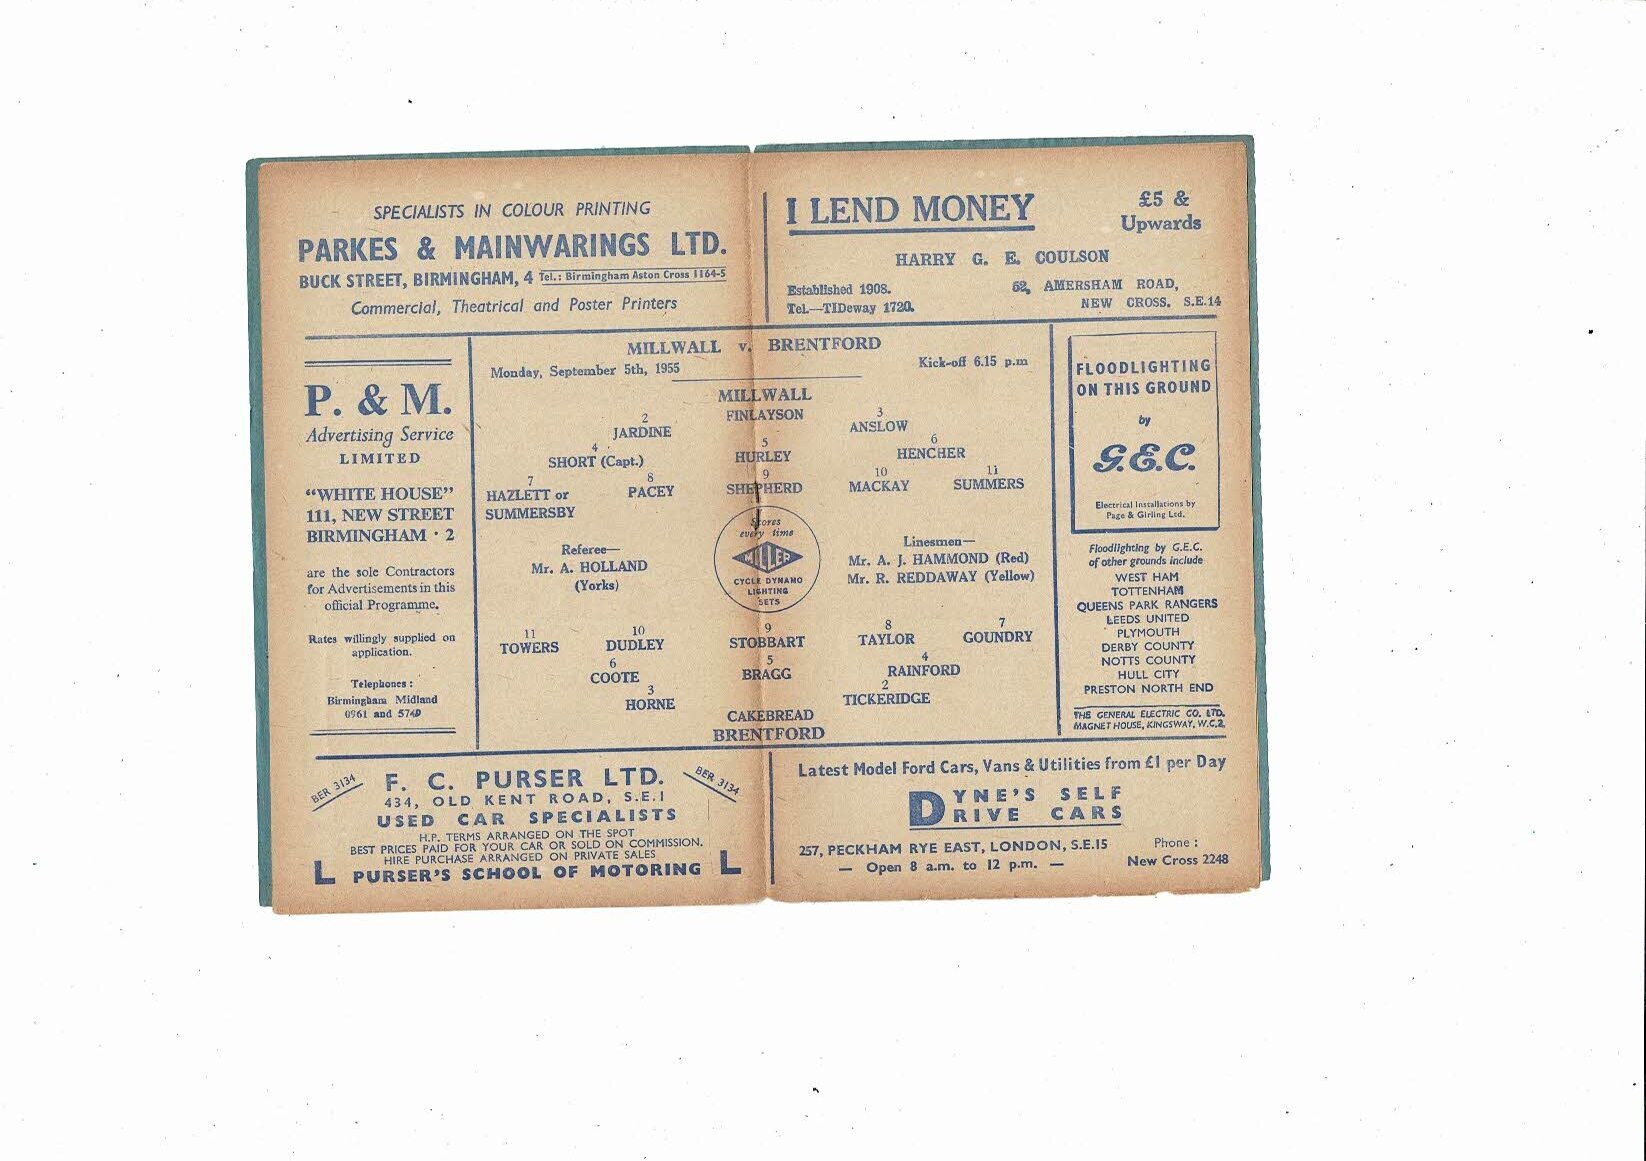 SPECIALISTS IN COLOUR PRINTING
PARKES & MAINWARINGS LTD.
BUCK STREET, BIRMINGHAM, 4 Tel.: Birmingham Aston Cross 1164-5
Commercial, Theatrical and Poster Printers
I LEND MONEY
£5 &
Upwards
HARRY G. E. COULSON
Established 1908.
52, AMERSHAM ROAD,
Tel.—TIDeway 1720.
NEW CROSS. S.E.14
P. & M.
Advertising Service
LIMITED
"WHITE HOUSE"
111, NEW STREET
BIRMINGHAM · 2
are the sole Contractors
for Advertisements in this
official Programme.
Rates willingly supplied on
application.
Telephones :
Birmingham Midland
0961 and 5740
MILLWALL v. BRENTFORD
Monday, September 5th, 1955
Kick-off 6.15 p.m
MILLWALL
FINLAYSON
2
3
JARDINE
ANSLOW
4
5
6
SHORT (Capt.)
HURLEY
HENCHER
7
8
9
10
11
HAZLETT or
SUMMERSBY
PACEY
SHEPHERD
MACKAY
SUMMERS
Referee—
Mr. A. HOLLAND
(Yorks)
Scores
every time
MILLER
CYCLE DYNAMO
LIGHTING
SETS
Linesmen—
Mr. A. J. HAMMOND (Red)
Mr. R. REDDAWAY (Yellow)
11
10
9
8
7
TOWERS
DUDLEY
STOBBART
TAYLOR
GOUNDRY
6
5
4
COOTE
BRAGG
RAINFORD
3
2
HORNE
TICKERIDGE
CAKEBREAD
BRENTFORD
FLOODLIGHTING
ON THIS GROUND
by
G.E.C.
Electrical Installations by
Page & Girling Ltd.
Floodlighting by G.E.C.
of other grounds include
WEST HAM
TOTTENHAM
QUEENS PARK RANGERS
LEEDS UNITED
PLYMOUTH
DERBY COUNTY
NOTTS COUNTY
HULL CITY
PRESTON NORTH END
THE GENERAL ELECTRIC CO. LTD.
MAGNET HOUSE, KINGSWAY, W.C.2.
BER 3134
F. C. PURSER LTD.
BER 3134
434, OLD KENT ROAD, S.E.1
USED CAR SPECIALISTS
H.P. TERMS ARRANGED ON THE SPOT
BEST PRICES PAID FOR YOUR CAR OR SOLD ON COMMISSION.
HIRE PURCHASE ARRANGED ON PRIVATE SALES
L PURSER'S SCHOOL OF MOTORING L
Latest Model Ford Cars, Vans & Utilities from £1 per Day
DYNE'S SELF
DRIVE CARS
257, PECKHAM RYE EAST, LONDON, S.E.15
— Open 8 a.m. to 12 p.m. —
Phone :
New Cross 2248